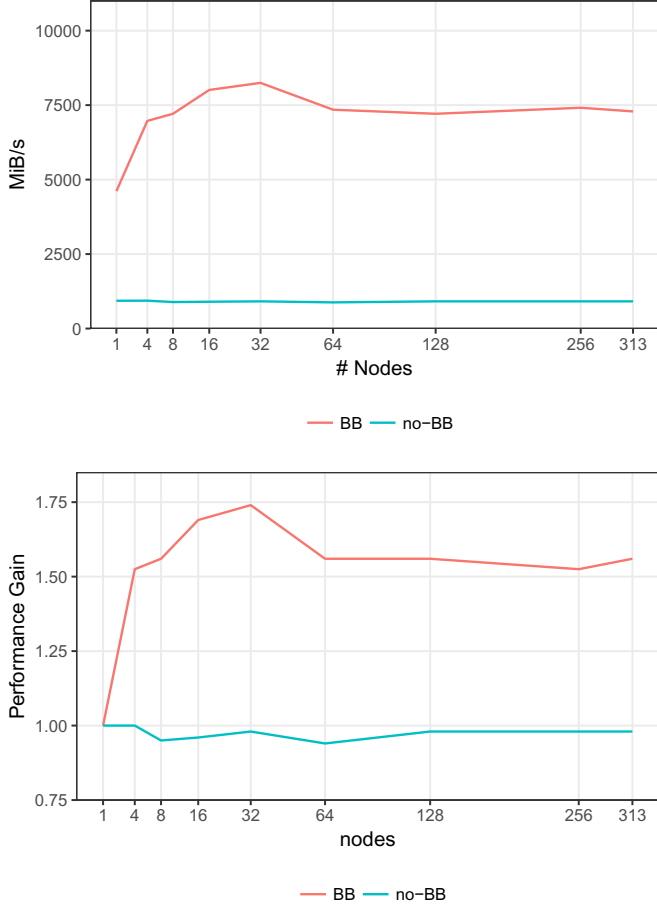 10000
7500
5000
2500
0
MiB/s
1 4 8 16 32 64 128 256 313
# Nodes
BB no-BB
1.75
1.50
1.25
1.00
0.75
Performance Gain
1 4 8 16 32 64 128 256 313
nodes
BB no-BB